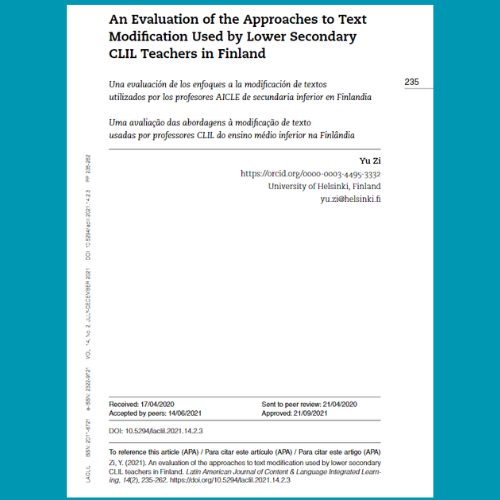 An Evaluation of the Approaches to Text
Modification Used by Lower Secondary
CLIL Teachers in Finland
235
Una evaluación de los enfoques a la modificación de textos
utilizados por los profesores AICLE de secundaria inferior en Finlandia
Uma avaliação das abordagens à modificação de texto
usadas por professores CLIL do ensino médio inferior na Finlândia
Yu Zi
https://orcid.org/0000-0003-4495-3332
University of Helsinki, Finland
yu.zi@helsinki.fi
LACLIL ISSN: 2011-6721 e-ISSN: 2322-9721 VOL. 14, No. 2, JULY-DECEMBER 2021 DOI: 10.5294/laclil.2021.14.2.3 PP. 235-262
Received: 17/04/2020
Sent to peer review: 21/04/2020
Accepted by peers: 14/06/2021
Approved: 21/09/2021
DOI: 10.5294/laclil.2021.14.2.3
To reference this article (APA) / Para citar este artículo (APA) / Para citar este artigo (APA)
Zi, Y. (2021). An evaluation of the approaches to text modification used by lower secondary
CLIL teachers in Finland. Latin American Journal of Content & Language Integrated Learn-
ing, 14(2), 235-262. https://doi.org/10.5294/laclil.2021.14.2.3